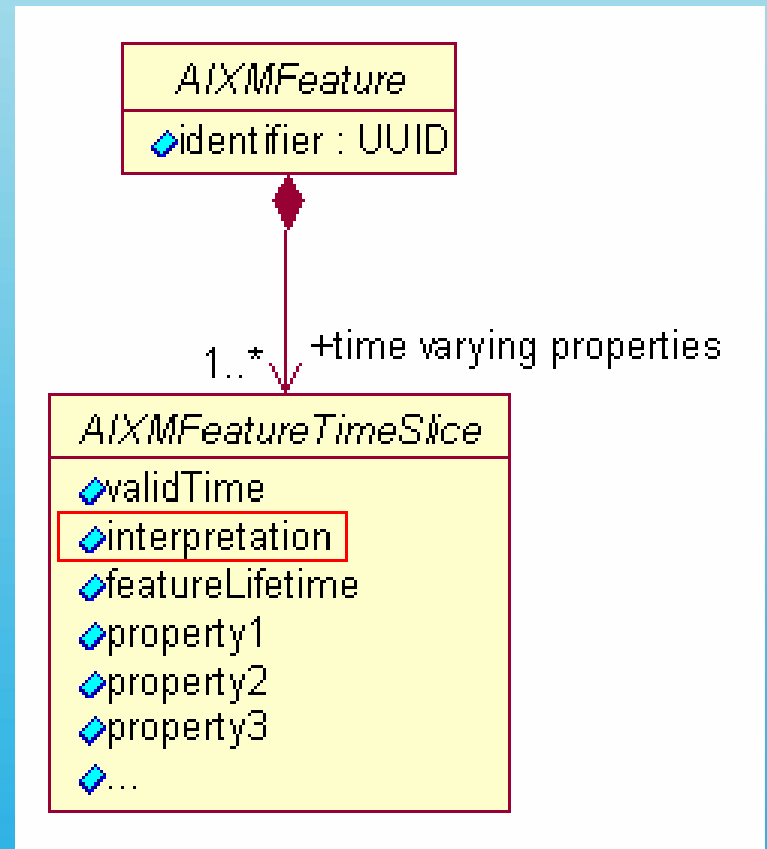 AIXMFeature
identifier : UUID
1..*
+time varying properties
AIXMFeatureTimeSlice
validTime
interpretation
featureLifetime
property1
property2
property3
...